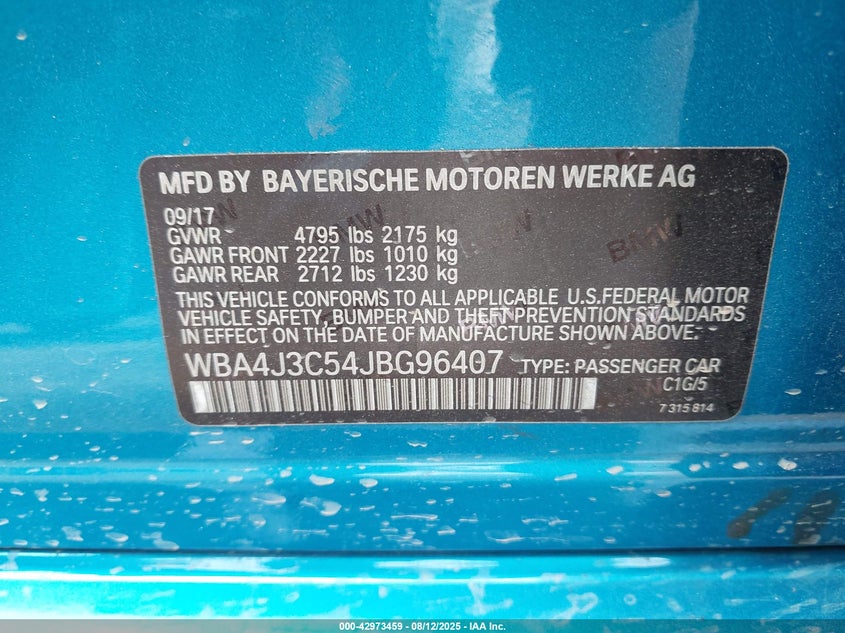 MFD BY BAYERISCHE MOTOREN WERKE AG
09/17
GVWR 4795 lbs 2175 kg
GAWR FRONT 2227 lbs 1010 kg
GAWR REAR 2712 lbs 1230 kg
THIS VEHICLE CONFORMS TO ALL APPLICABLE U.S.FEDERAL MOTOR
VEHICLE SAFETY, BUMPER AND THEFT PREVENTION STANDARDS
IN EFFECT ON THE DATE OF MANUFACTURE SHOWN ABOVE.
WBA4J3C54JBG96407 TYPE: PASSENGER CAR
C1G/5
7 315 814
BMW
BMW
BMW
000-42973459 - 08/12/2025 - IAA Inc.